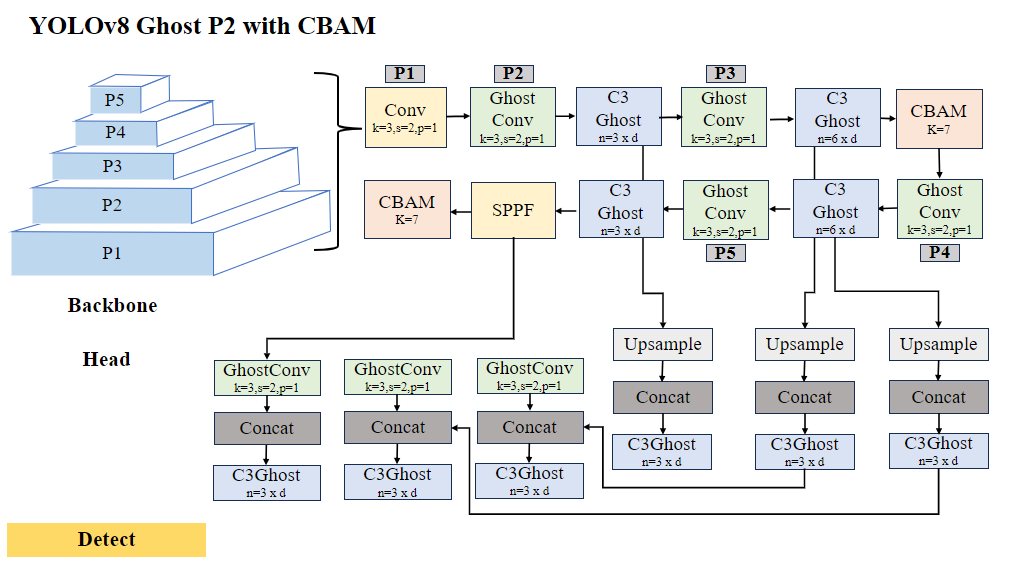 YOLOv8 Ghost P2 with CBAM
P5
P4
P3
P2
P1
Backbone
P1
P2
P3
Conv
k=3,s=2,p=1
Ghost
Conv
k=3,s=2,p=1
C3
Ghost
n=3 x d
Ghost
Conv
k=3,s=2,p=1
C3
Ghost
n=6 x d
CBAM
K=7
CBAM
K=7
SPPF
C3
Ghost
n=3 x d
Ghost
Conv
k=3,s=2,p=1
C3
Ghost
n=6 x d
Ghost
Conv
k=3,s=2,p=1
P5
P4
Head
Upsample
Upsample
Upsample
GhostConv
k=3,s=2,p=1
GhostConv
k=3,s=2,p=1
GhostConv
k=3,s=2,p=1
Concat
Concat
Concat
Concat
Concat
Concat
C3Ghost
n=3 x d
C3Ghost
n=3 x d
C3Ghost
n=3 x d
C3Ghost
n=3 x d
C3Ghost
n=3 x d
C3Ghost
n=3 x d
Detect